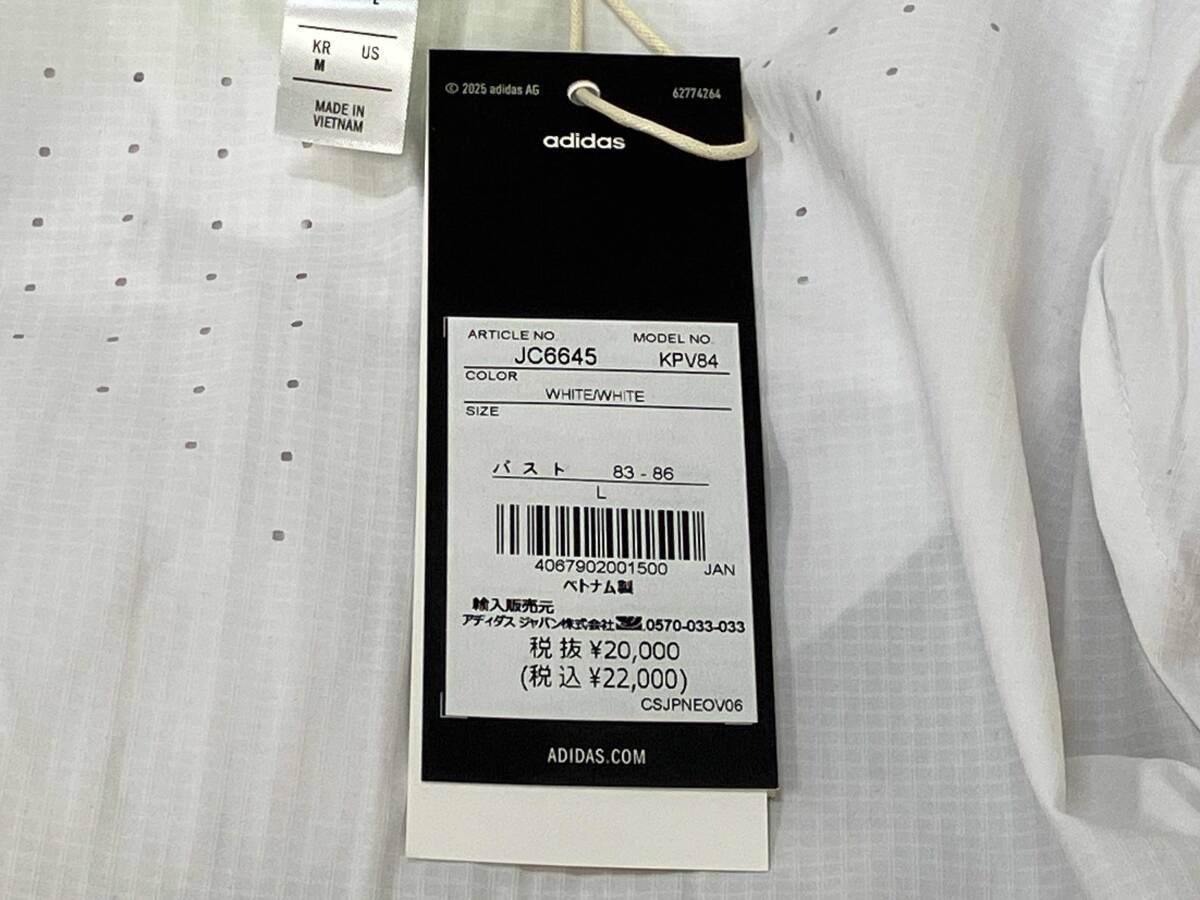 KR US
M
MADE IN
VIETNAM
© 2025 adidas AG 62774264
adidas
ARTICLE NO. MODEL NO.
JC6645 KPV84
COLOR
WHITE/WHITE
SIZE
バスト 83 - 86
L
4067902001500 JAN
ベトナム製
輸入販売元
アディダス ジャパン株式会社 0570-033-033
税抜 ¥20,000
(税込 ¥22,000)
CSJPNEOV06
ADIDAS.COM